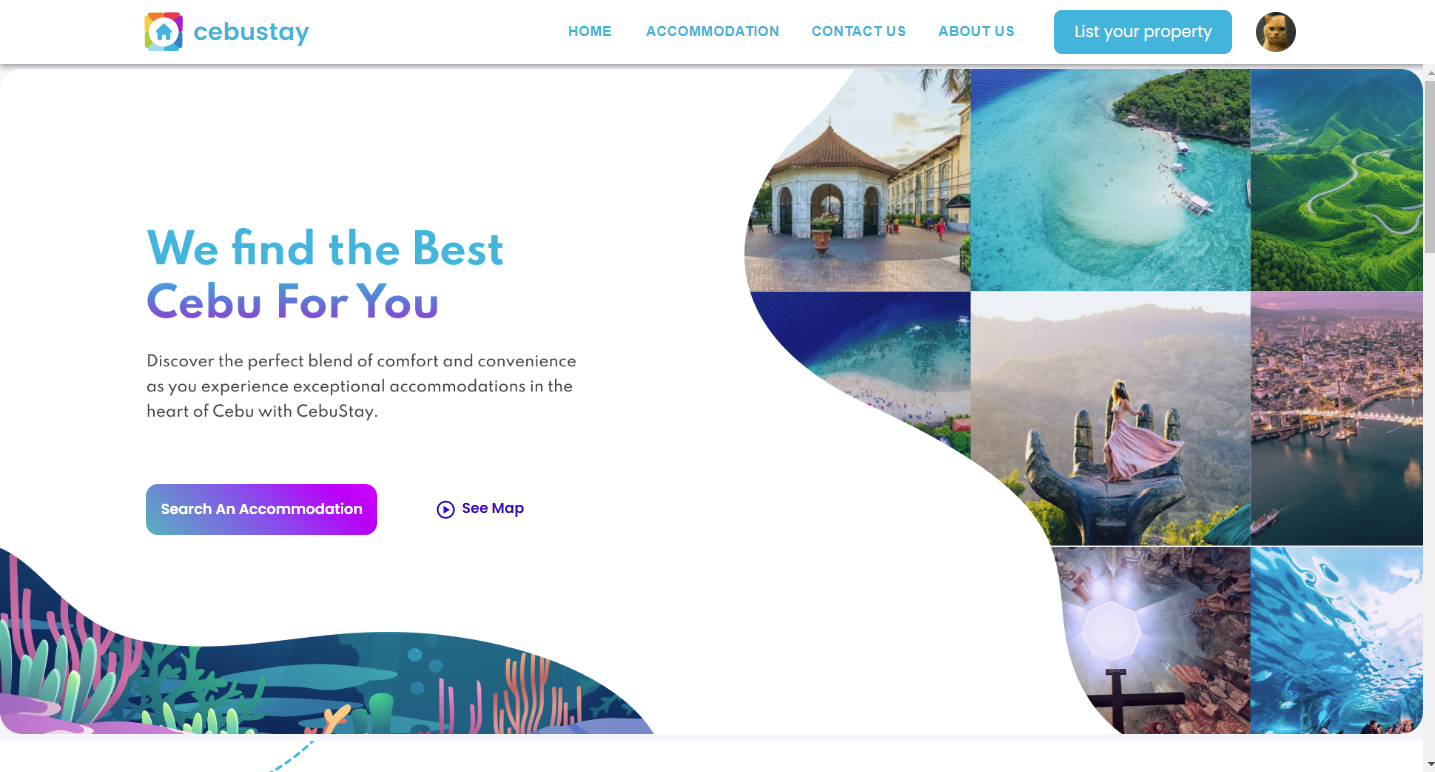 cebustay
HOME
ACCOMMODATION
CONTACT US
ABOUT US
List your property
We find the Best
Cebu For You
Discover the perfect blend of comfort and convenience
as you experience exceptional accommodations in the
heart of Cebu with CebuStay.
Search An Accommodation
See Map